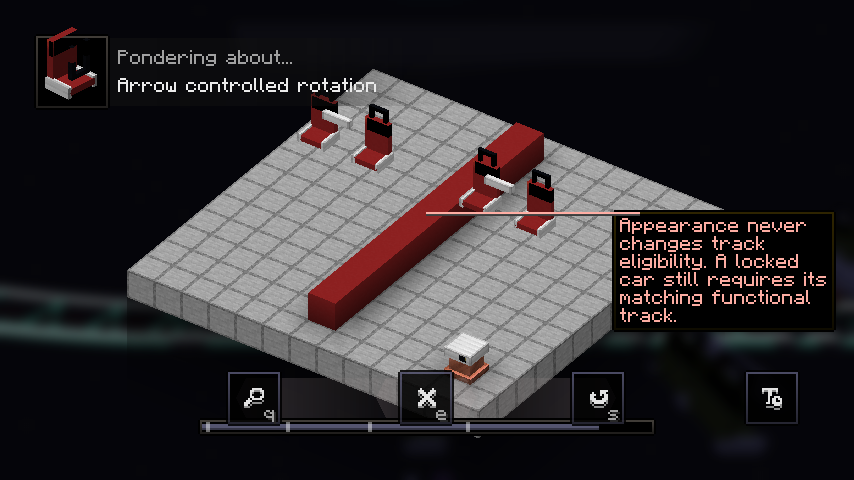 Pondering about...
Arrow controlled rotation
Appearance never
changes track
eligibility. A locked
car still requires its
matching functional
track.
q
e
s